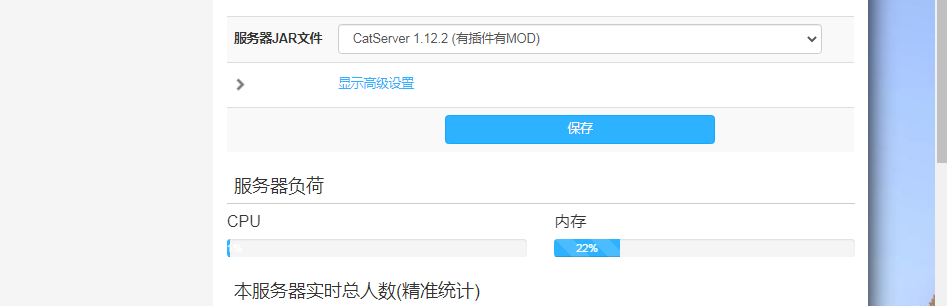 服务器JAR文件 CatServer 1.12.2 (有插件有MOD)
显示高级设置
保存
服务器负荷
CPU 内存
22%
本服务器实时总人数(精准统计)